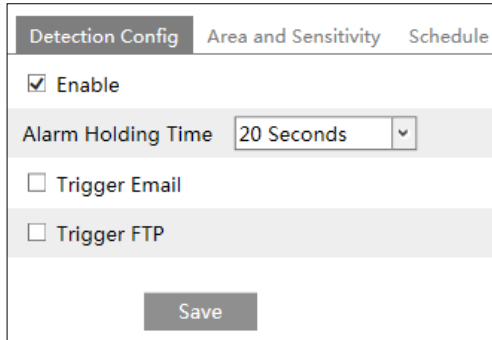 Detection Config Area and Sensitivity Schedule
Enable
Alarm Holding Time 20 Seconds
Trigger Email
Trigger FTP
Save